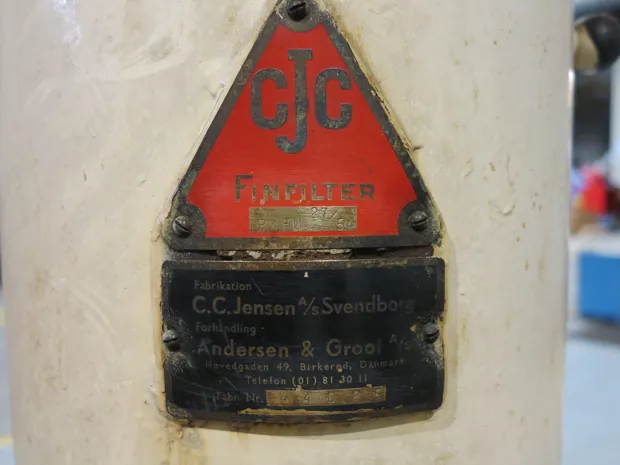 CJC
FINFILTER
27/
Fabrikation
C.C. Jensen A/S Svendborg
Forhandling
Andersen & Groot A/S
Hovedgaden 49, Birkerød, Danmark
Telefon (01) 81 30 11
Fabr. Nr.